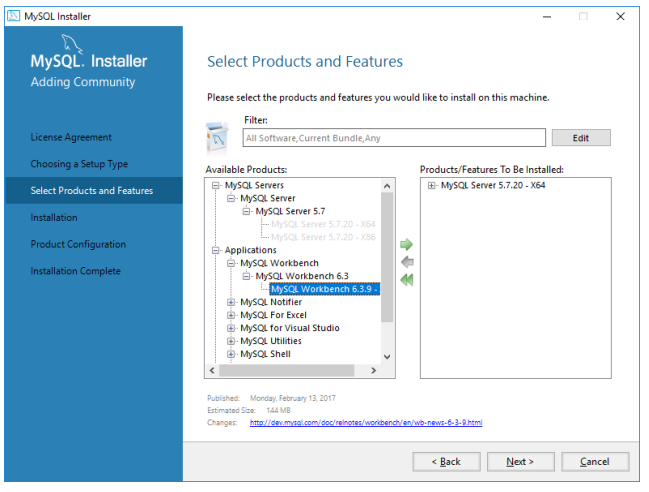 MySQL Installer
MySQL. Installer
Adding Community
License Agreement
Choosing a Setup Type
Select Products and Features
Installation
Product Configuration
Installation Complete
Select Products and Features
Please select the products and features you would like to install on this machine.
Filter:
All Software,Current Bundle,Any
Edit
Available Products:
MySQL Servers
MySQL Server
MySQL Server 5.7
MySQL Server 5.7.20 - X64
MySQL Server 5.7.20 - X86
Applications
MySQL Workbench
MySQL Workbench 6.3
MySQL Workbench 6.3.9 -
MySQL Notifier
MySQL For Excel
MySQL for Visual Studio
MySQL Utilities
MySQL Shell
Products/Features To Be Installed:
MySQL Server 5.7.20 - X64
Published: Monday, February 13, 2017
Estimated Size: 144 MB
Changes: http://dev.mysql.com/doc/relnotes/workbench/en/wb-news-6-3-9.html
< Back
Next >
Cancel